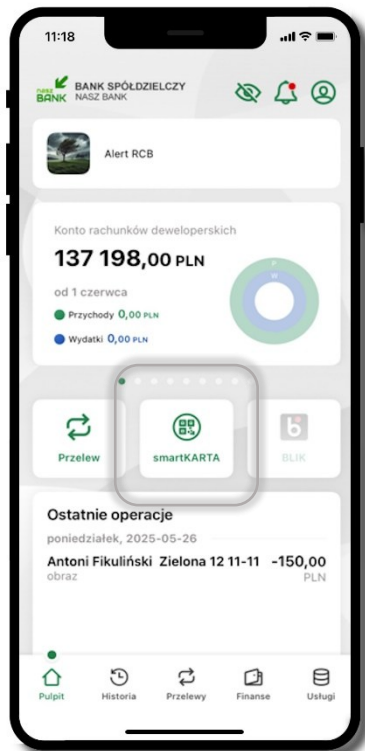 11:18
nasz BANK
BANK SPÓŁDZIELCZY
NASZ BANK
Alert RCB
Konto rachunków deweloperskich
137 198,00 PLN
od 1 czerwca
Przychody 0,00 PLN
Wydatki 0,00 PLN
P
W
Przelew
smartKARTA
BLIK
Ostatnie operacje
poniedziałek, 2025-05-26
Antoni Fikuliński Zielona 12 11-11 -150,00
obraz PLN
Pulpit Historia Przelewy Finanse Usługi